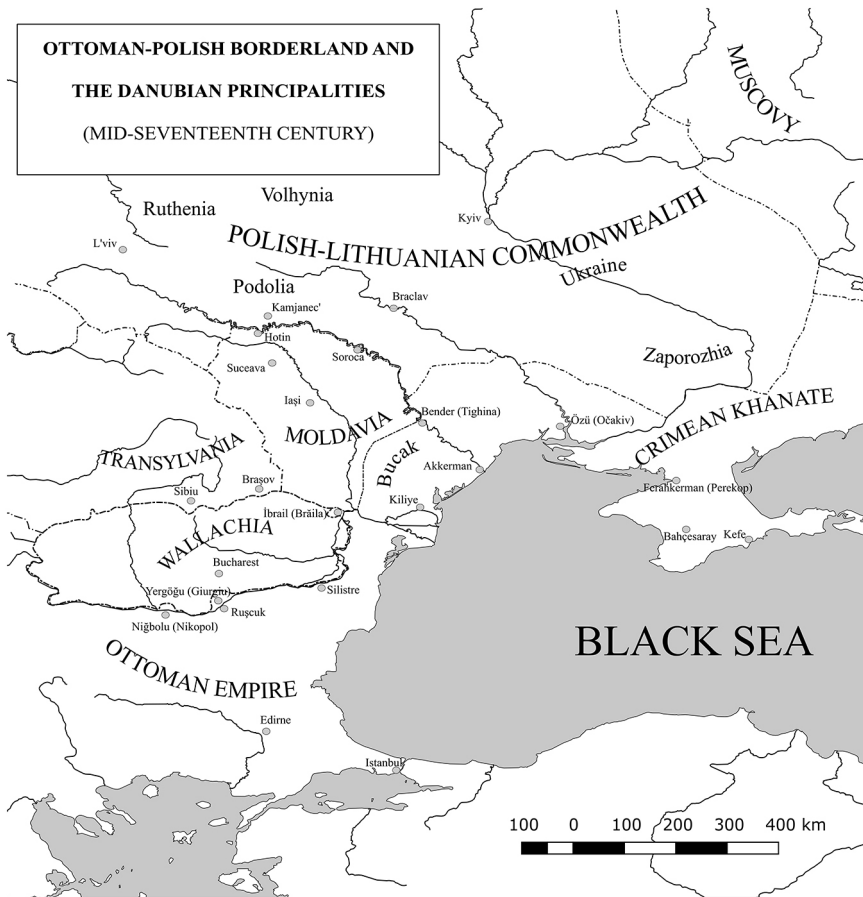 OTTOMAN-POLISH BORDERLAND AND
THE DANUBIAN PRINCIPALITIES
(MID-SEVENTEENTH CENTURY)
MUSCOVY
Volhynia
Ruthenia
Kyiv
L'viv
POLISH-LITHUANIAN COMMONWEALTH
Ukraine
Podolia
Braclav
Kamjanec'
Hotin
Soroca
Zaporozhia
Suceava
Iaşi
Bender (Tighina)
Özü (Očakiv)
CRIMEAN KHANATE
MOLDAVIA
TRANSYLVANIA
Bucak
Akkerman
Braşov
Sibiu
Ferahkerman (Perekop)
Kiliye
İbrail (Brăila)
WALLACHIA
Bahçesaray
Kefe
Bucharest
Yergöğu (Giurgiu)
Silistre
Rusçuk
Niğbolu (Nikopol)
BLACK SEA
OTTOMAN EMPIRE
Edirne
Istanbul
100 0 100 200 300 400 km